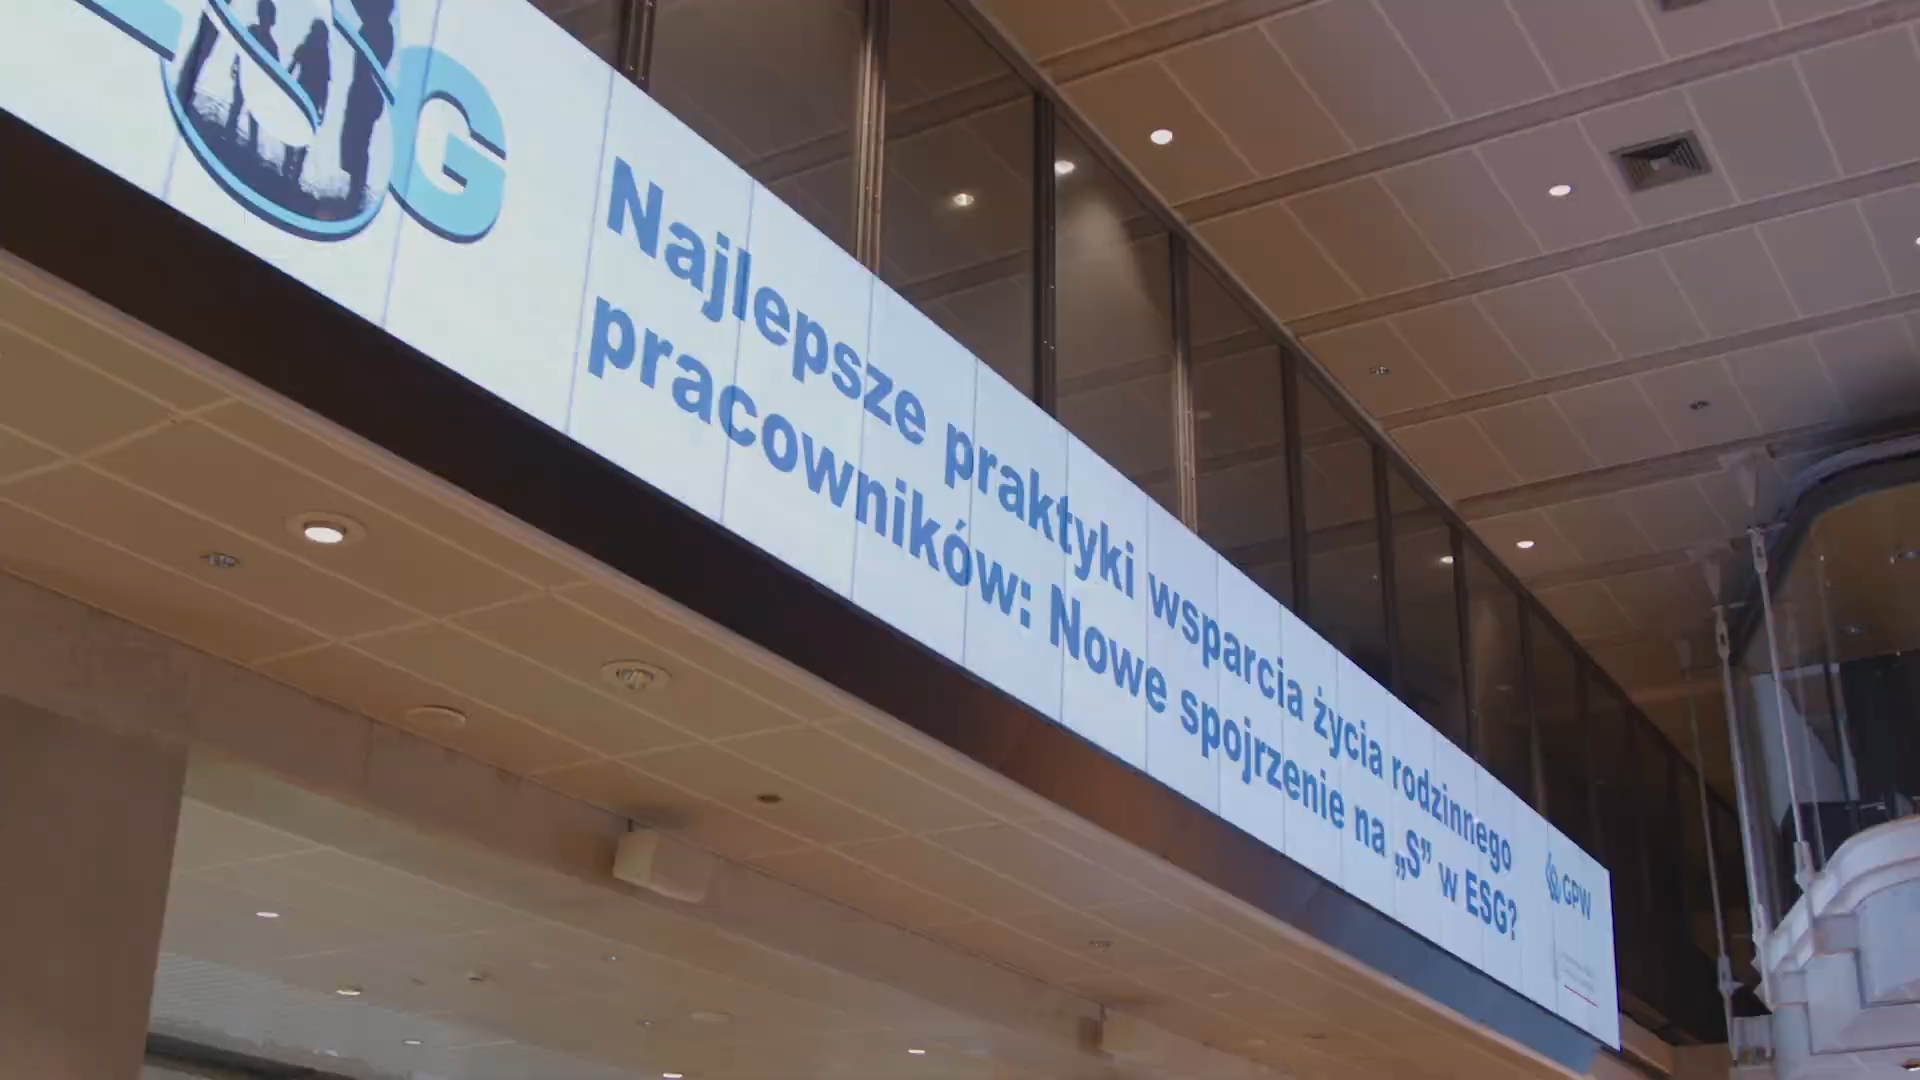 ESG
Najlepsze praktyki wsparcia życia rodzinnego
pracowników: Nowe spojrzenie na „S” w ESG?
GPW